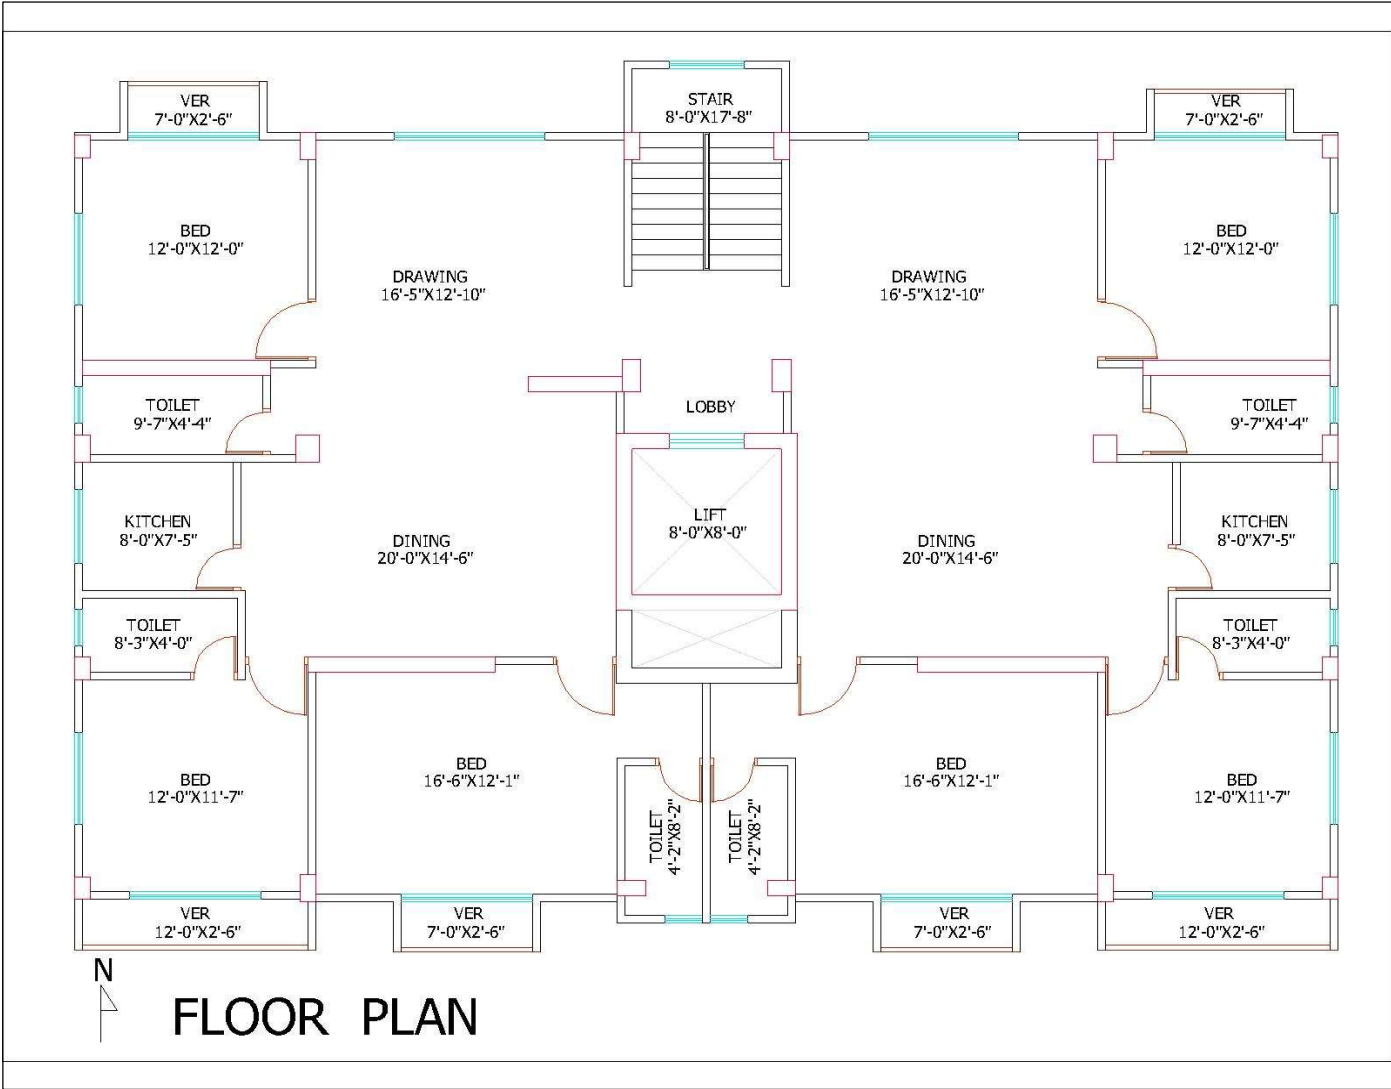 VER
7'-0"X2'-6"
STAIR
8'-0"X17'-8"
VER
7'-0"X2'-6"
BED
12'-0"X12'-0"
DRAWING
16'-5"X12'-10"
DRAWING
16'-5"X12'-10"
BED
12'-0"X12'-0"
TOILET
9'-7"X4'-4"
LOBBY
TOILET
9'-7"X4'-4"
KITCHEN
8'-0"X7'-5"
DINING
20'-0"X14'-6"
LIFT
8'-0"X8'-0"
DINING
20'-0"X14'-6"
KITCHEN
8'-0"X7'-5"
TOILET
8'-3"X4'-0"
TOILET
8'-3"X4'-0"
BED
12'-0"X11'-7"
BED
16'-6"X12'-1"
TOILET
4'-2"X8'-2"
TOILET
4'-2"X8'-2"
BED
16'-6"X12'-1"
BED
12'-0"X11'-7"
VER
12'-0"X2'-6"
VER
7'-0"X2'-6"
VER
7'-0"X2'-6"
VER
12'-0"X2'-6"
N
FLOOR PLAN